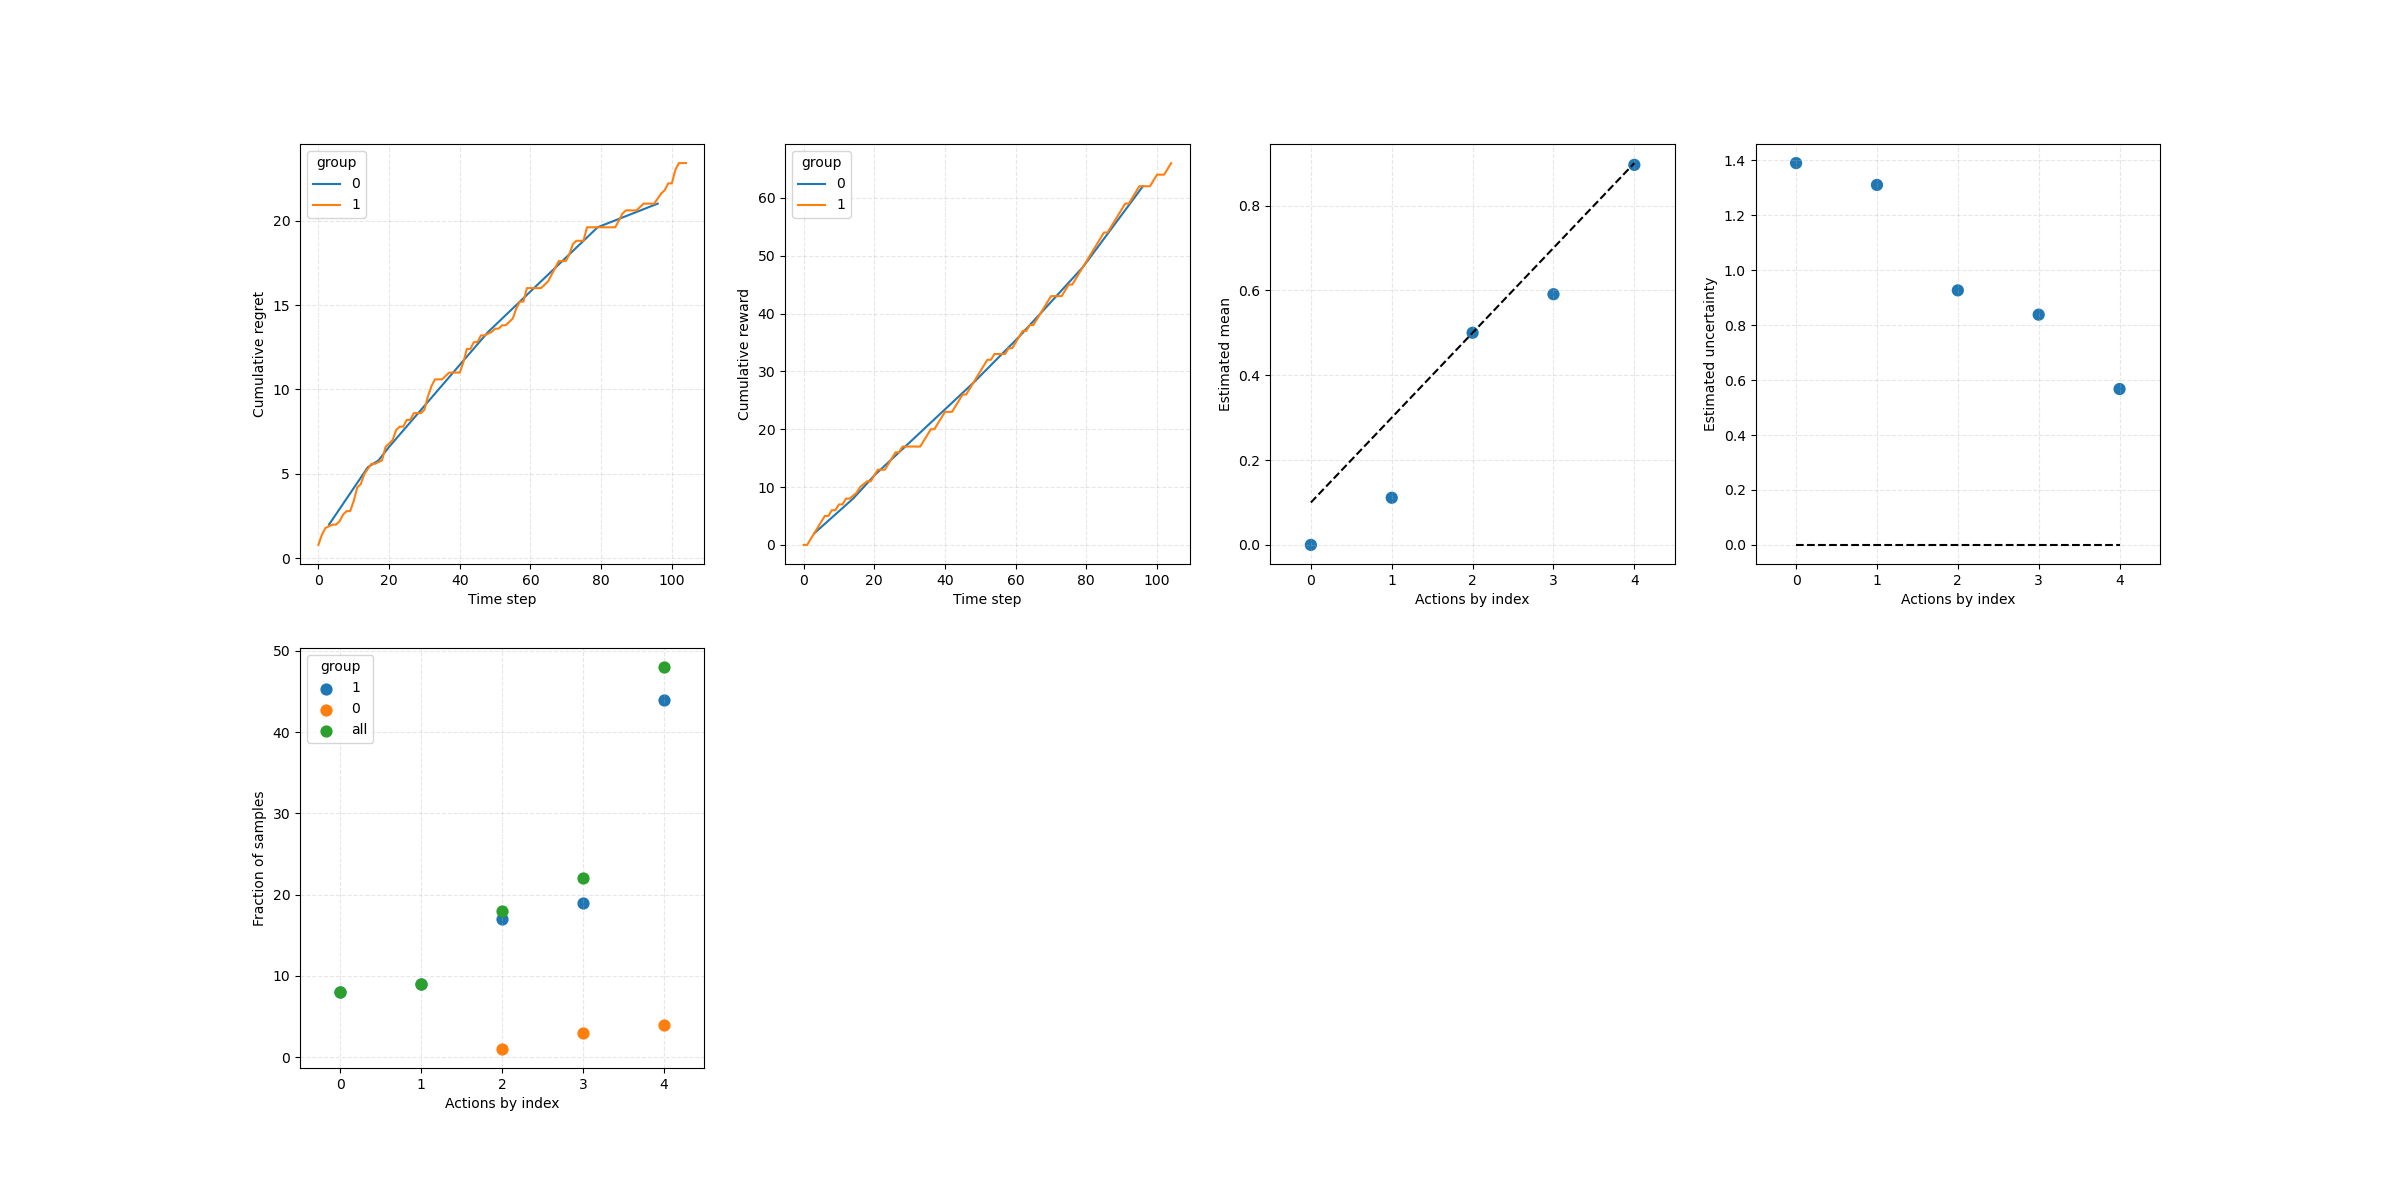 group
0
1
Cumulative regret
20
15
10
5
0
0 20 40 60 80 100
Time step
group
0
1
Cumulative reward
60
50
40
30
20
10
0
0 20 40 60 80 100
Time step
Estimated mean
0.8
0.6
0.4
0.2
0.0
0 1 2 3 4
Actions by index
Estimated uncertainty
1.4
1.2
1.0
0.8
0.6
0.4
0.2
0.0
0 1 2 3 4
Actions by index
group
1
0
all
Fraction of samples
50
40
30
20
10
0
0 1 2 3 4
Actions by index